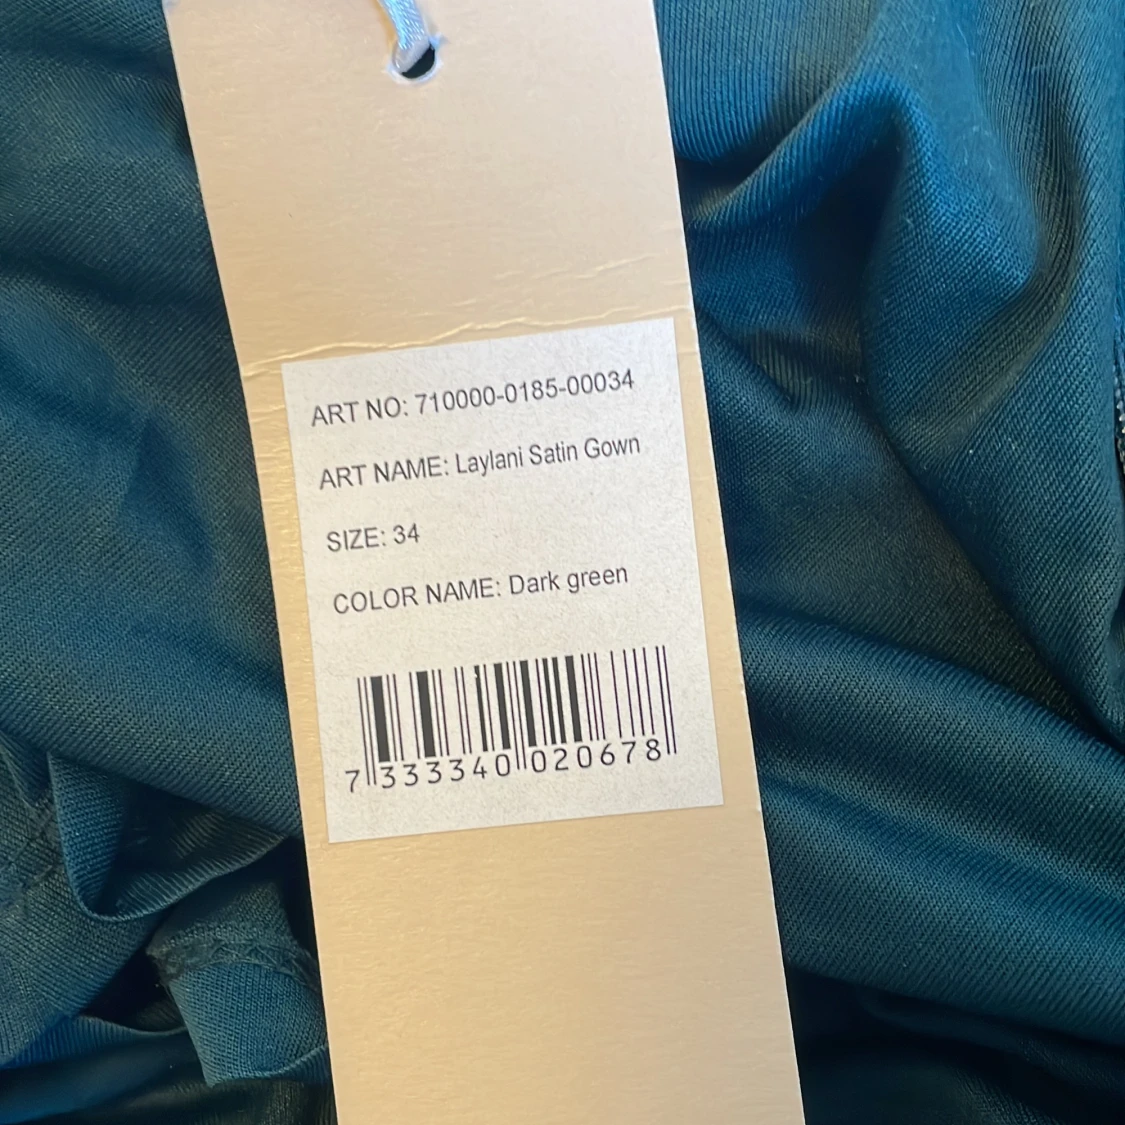 ART NO: 710000-0185-00034
ART NAME: Laylani Satin Gown
SIZE: 34
COLOR NAME: Dark green
7 333340 020678